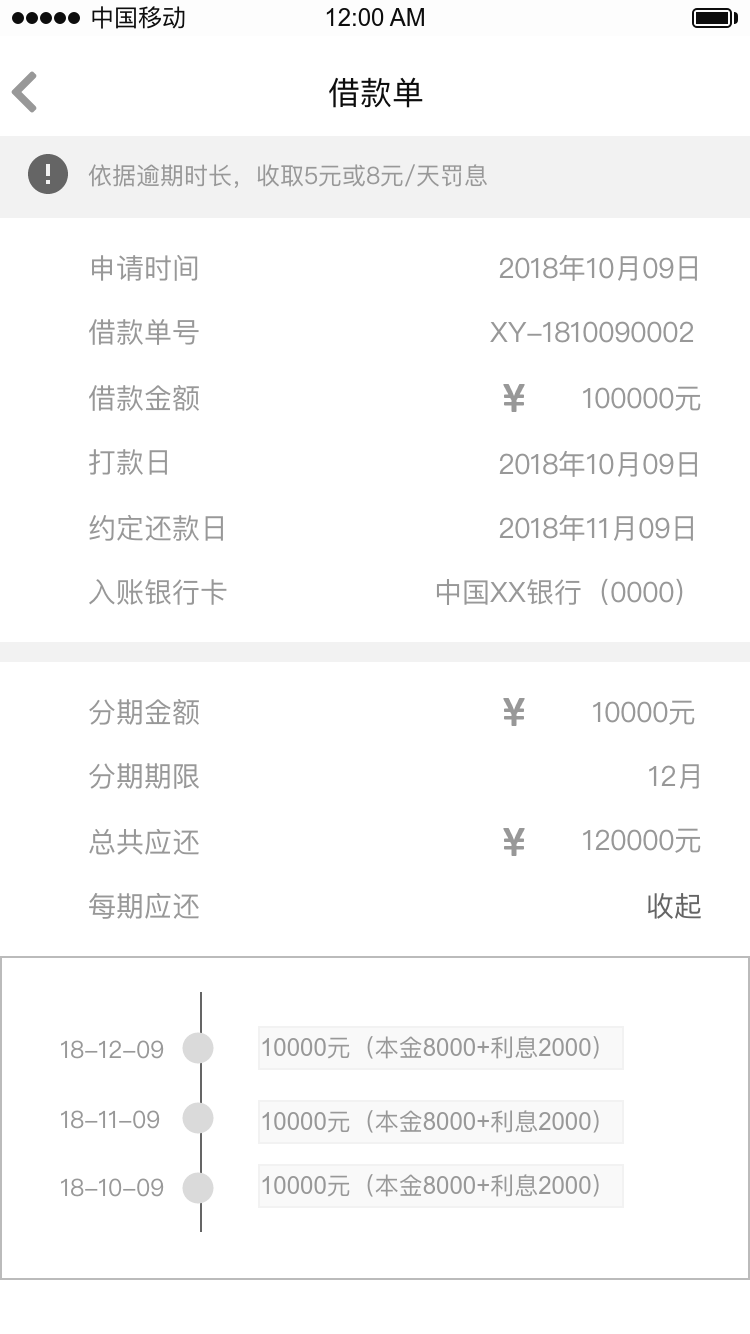 中国移动 12:00 AM
借款单
依据逾期时长，收取5元或8元/天罚息
申请时间 2018年10月09日
借款单号 XY-1810090002
借款金额 ¥ 100000元
打款日 2018年10月09日
约定还款日 2018年11月09日
入账银行卡 中国XX银行（0000）
分期金额 ¥ 10000元
分期期限 12月
总共应还 ¥ 120000元
每期应还 收起
18-12-09 10000元（本金8000+利息2000）
18-11-09 10000元（本金8000+利息2000）
18-10-09 10000元（本金8000+利息2000）